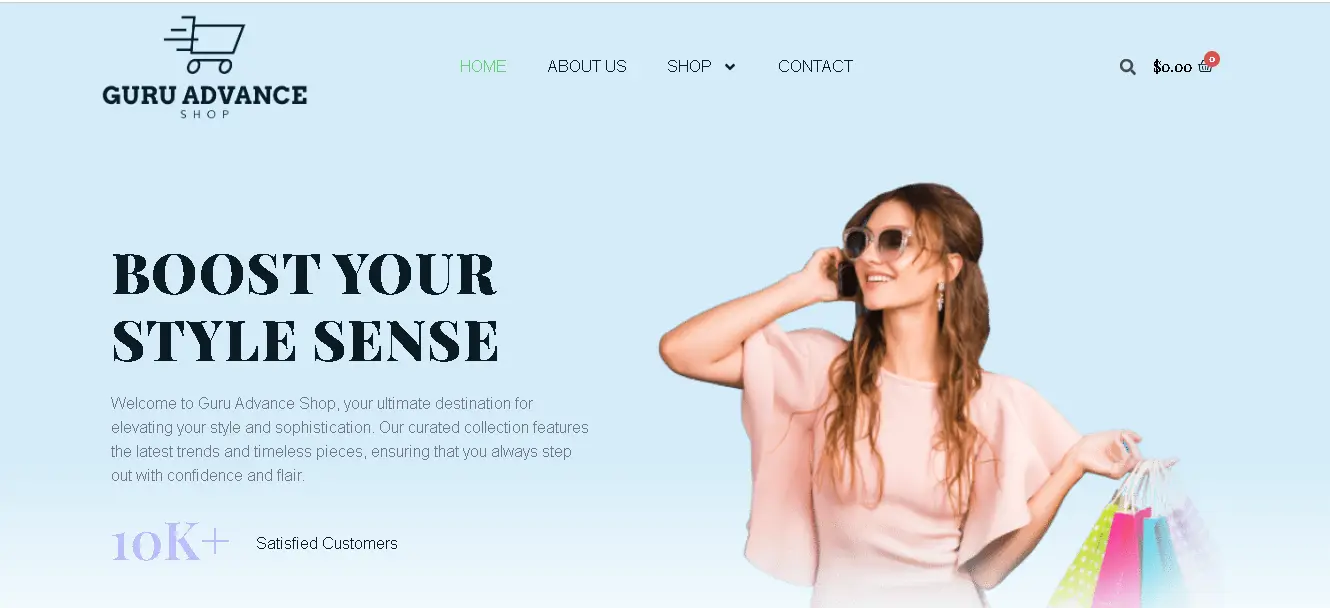 GURU ADVANCE
SHOP
HOME
ABOUT US
SHOP
CONTACT
$0.00
0
BOOST YOUR
STYLE SENSE
Welcome to Guru Advance Shop, your ultimate destination for
elevating your style and sophistication. Our curated collection features
the latest trends and timeless pieces, ensuring that you always step
out with confidence and flair.
10K+
Satisfied Customers